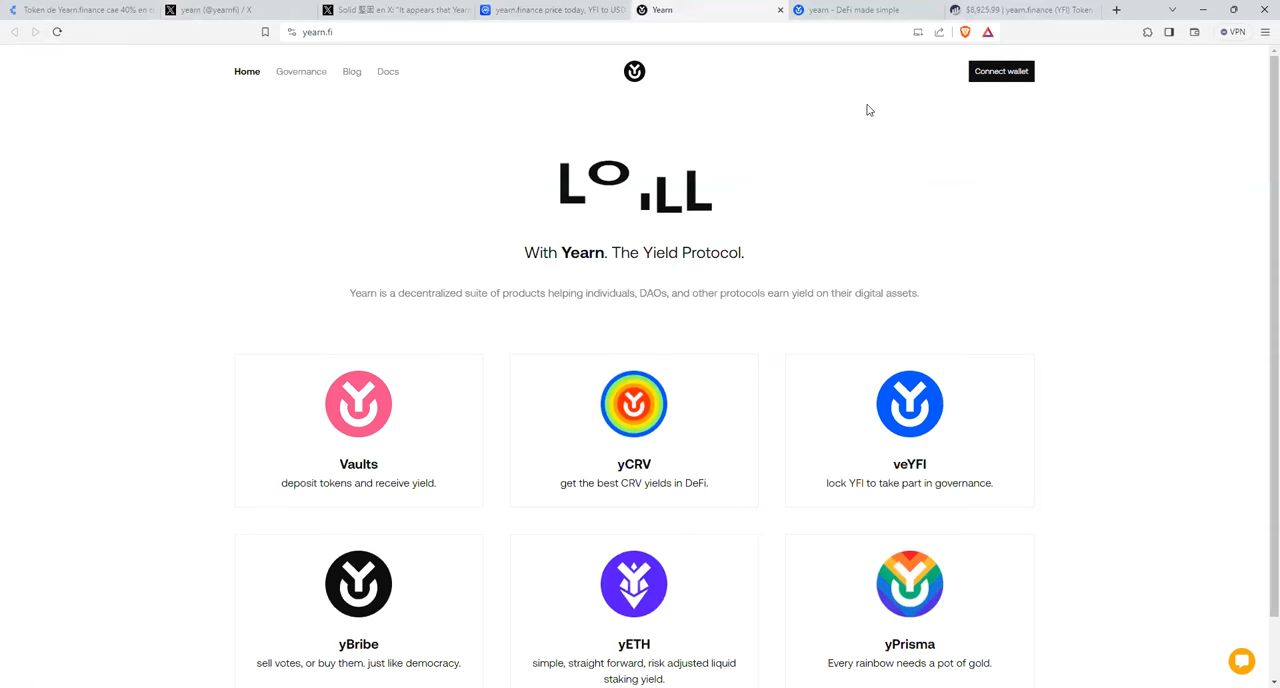 Token de Yearn.finance cae 40% en
yearn (@yearnfi) / X
Solid 堅固 en X: "It appears that Yearn
yearn.finance price today, YFI to USD
Yearn
yearn - DeFi made simple
$8,925.99 | yearn.finance (YFI) Token
yearn.fi
VPN
Home
Governance
Blog
Docs
Connect wallet
With Yearn. The Yield Protocol.
Yearn is a decentralized suite of products helping individuals, DAOs, and other protocols earn yield on their digital assets.
Vaults
deposit tokens and receive yield.
yCRV
get the best CRV yields in DeFi.
veYFI
lock YFI to take part in governance.
yBribe
sell votes, or buy them. just like democracy.
yETH
simple, straight forward, risk adjusted liquid
staking yield.
yPrisma
Every rainbow needs a pot of gold.